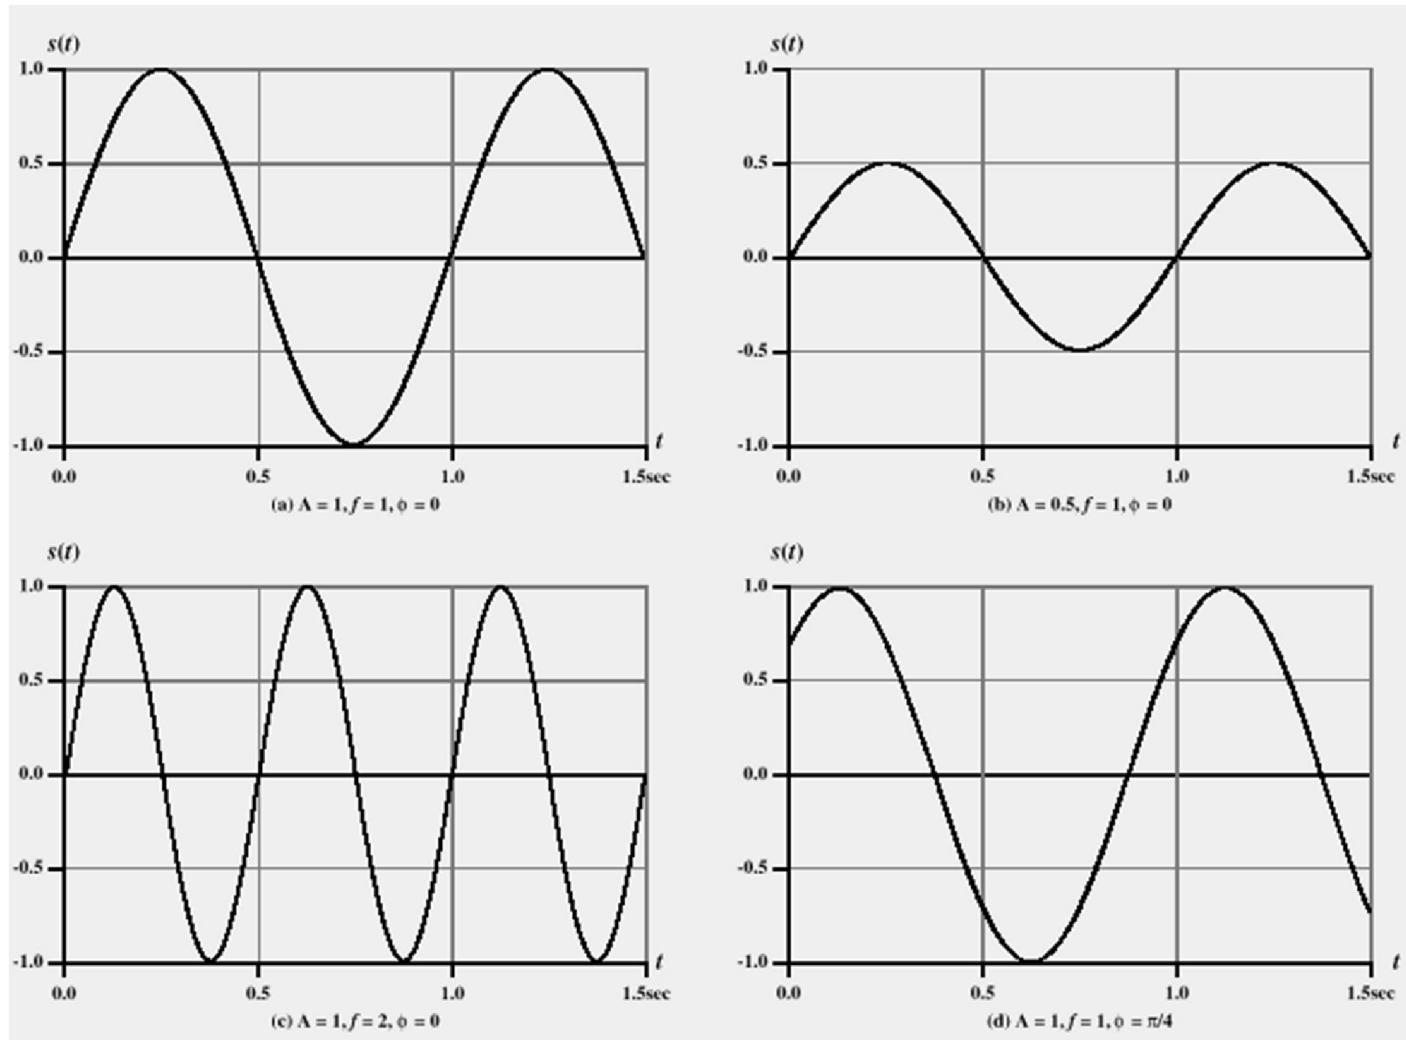 s(t)
1.0
0.5
0.0
-0.5
-1.0
0.0 0.5 1.0 1.5sec
t
(a) A = 1, f = 1, ϕ = 0
s(t)
1.0
0.5
0.0
-0.5
-1.0
0.0 0.5 1.0 1.5sec
t
(b) A = 0.5, f = 1, ϕ = 0
s(t)
1.0
0.5
0.0
-0.5
-1.0
0.0 0.5 1.0 1.5sec
t
(c) A = 1, f = 2, ϕ = 0
s(t)
1.0
0.5
0.0
-0.5
-1.0
0.0 0.5 1.0 1.5sec
t
(d) A = 1, f = 1, ϕ = π/4